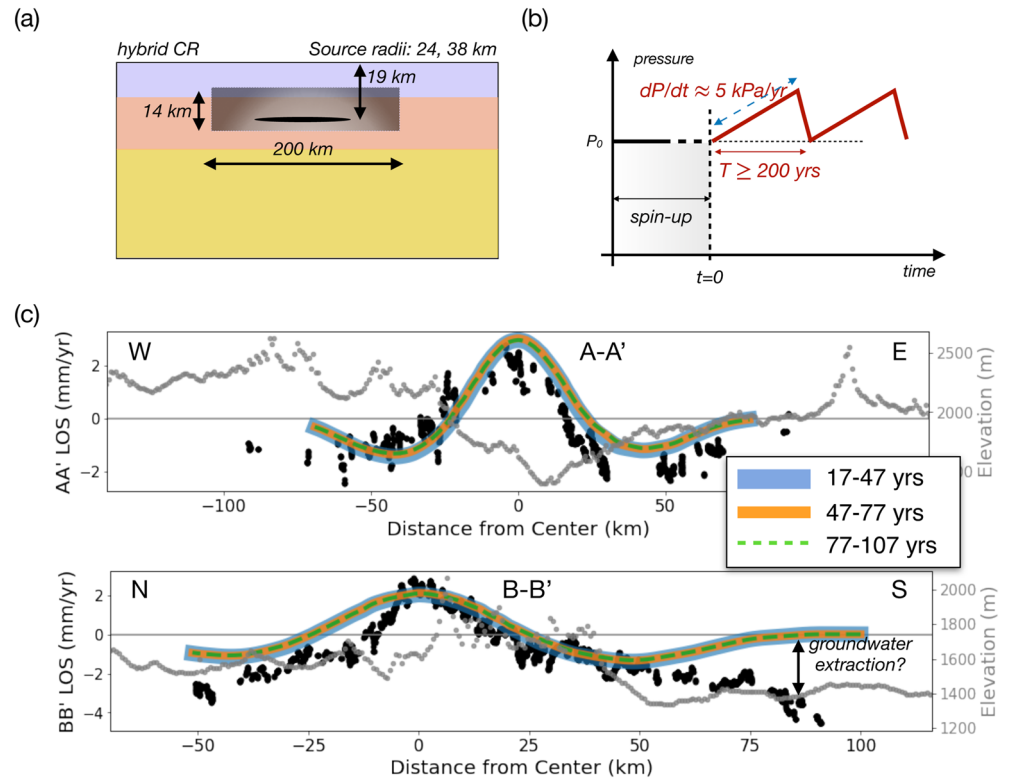 (a)
hybrid CR
Source radii: 24, 38 km
19 km
14 km
200 km
(b)
pressure
dP/dt ≈ 5 kPa/yr
P₀
T ≥ 200 yrs
spin-up
t=0
time
(c)
AA' LOS (mm/yr)
2
0
−2
W
A-A’
E
2500
2000
Elevation (m)
−100
−50
0
50
Distance from Center (km)
17-47 yrs
47-77 yrs
77-107 yrs
BB' LOS (mm/yr)
2
0
−2
−4
N
B-B’
S
groundwater
extraction?
2000
1800
1600
1400
1200
Elevation (m)
−50
−25
0
25
50
75
100
Distance from Center (km)